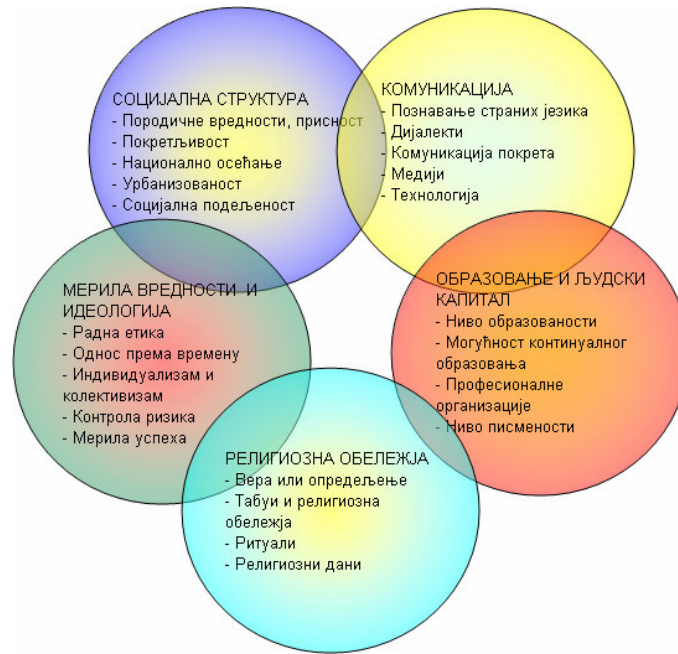 СОЦИЈАЛНА СТРУКТУРА
- Породичне вредности, присност
- Покретљивост
- Национално осећање
- Урбанизованост
- Социјална подељеност
КОМУНИКАЦИЈА
- Познавање страних језика
- Дијалекти
- Комуникација покрета
- Медији
- Технологија
МЕРИЛА ВРЕДНОСТИ И
ИДЕОЛОГИЈА
- Радна етика
- Однос према времену
- Индивидуализам и
колективизам
- Контрола ризика
- Мерила успеха
ОБРАЗОВАЊЕ И ЉУДСКИ
КАПИТАЛ
- Ниво образованости
- Могућност континуалног
образовања
- Професионалне
организације
- Ниво писмености
РЕЛИГИОЗНА ОБЕЛЕЖЈА
- Вера или опредељење
- Табуи и религиозна
обележја
- Ритуали
- Религиозни дани